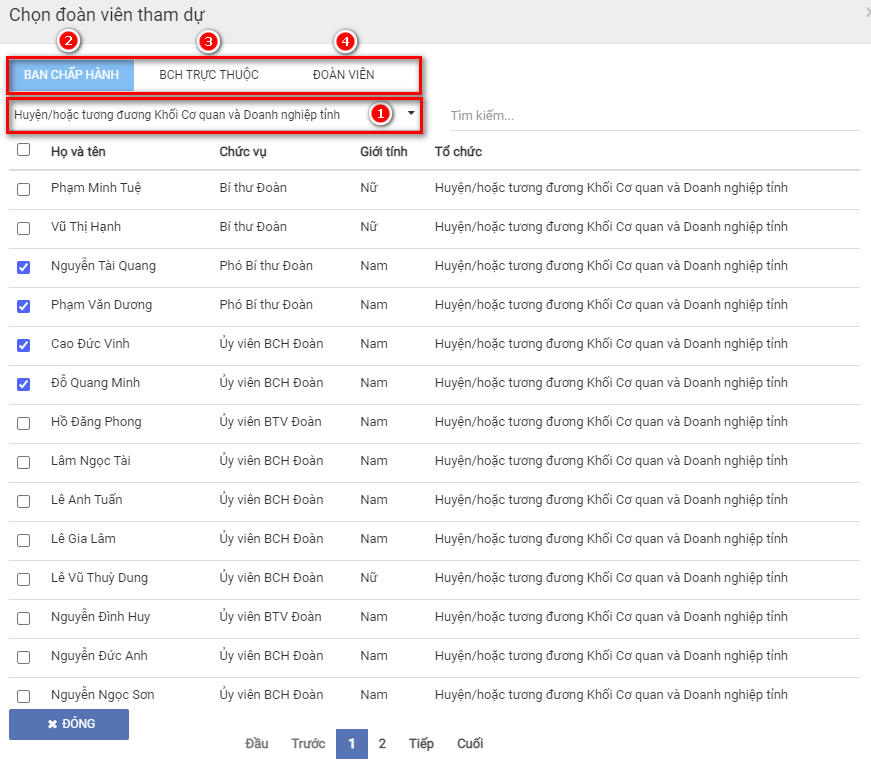 Chọn đoàn viên tham dự
×
2 3 4
BAN CHẤP HÀNH BCH TRỰC THUỘC ĐOÀN VIÊN
Huyện/hoặc tương đương Khối Cơ quan và Doanh nghiệp tỉnh 1 Tìm kiếm...
Họ và tên Chức vụ Giới tính Tổ chức
Phạm Minh Tuệ Bí thư Đoàn Nữ Huyện/hoặc tương đương Khối Cơ quan và Doanh nghiệp tỉnh
Vũ Thị Hạnh Bí thư Đoàn Nữ Huyện/hoặc tương đương Khối Cơ quan và Doanh nghiệp tỉnh
Nguyễn Tài Quang Phó Bí thư Đoàn Nam Huyện/hoặc tương đương Khối Cơ quan và Doanh nghiệp tỉnh
Phạm Văn Dương Phó Bí thư Đoàn Nam Huyện/hoặc tương đương Khối Cơ quan và Doanh nghiệp tỉnh
Cao Đức Vinh Ủy viên BCH Đoàn Nam Huyện/hoặc tương đương Khối Cơ quan và Doanh nghiệp tỉnh
Đỗ Quang Minh Ủy viên BCH Đoàn Nam Huyện/hoặc tương đương Khối Cơ quan và Doanh nghiệp tỉnh
Hồ Đăng Phong Ủy viên BTV Đoàn Nam Huyện/hoặc tương đương Khối Cơ quan và Doanh nghiệp tỉnh
Lâm Ngọc Tài Ủy viên BCH Đoàn Nam Huyện/hoặc tương đương Khối Cơ quan và Doanh nghiệp tỉnh
Lê Anh Tuấn Ủy viên BCH Đoàn Nam Huyện/hoặc tương đương Khối Cơ quan và Doanh nghiệp tỉnh
Lê Gia Lâm Ủy viên BCH Đoàn Nam Huyện/hoặc tương đương Khối Cơ quan và Doanh nghiệp tỉnh
Lê Vũ Thuỳ Dung Ủy viên BCH Đoàn Nữ Huyện/hoặc tương đương Khối Cơ quan và Doanh nghiệp tỉnh
Nguyễn Đình Huy Ủy viên BTV Đoàn Nam Huyện/hoặc tương đương Khối Cơ quan và Doanh nghiệp tỉnh
Nguyễn Đức Anh Ủy viên BCH Đoàn Nam Huyện/hoặc tương đương Khối Cơ quan và Doanh nghiệp tỉnh
Nguyễn Ngọc Sơn Ủy viên BCH Đoàn Nam Huyện/hoặc tương đương Khối Cơ quan và Doanh nghiệp tỉnh
✖ ĐÓNG
Đầu Trước 1 2 Tiếp Cuối